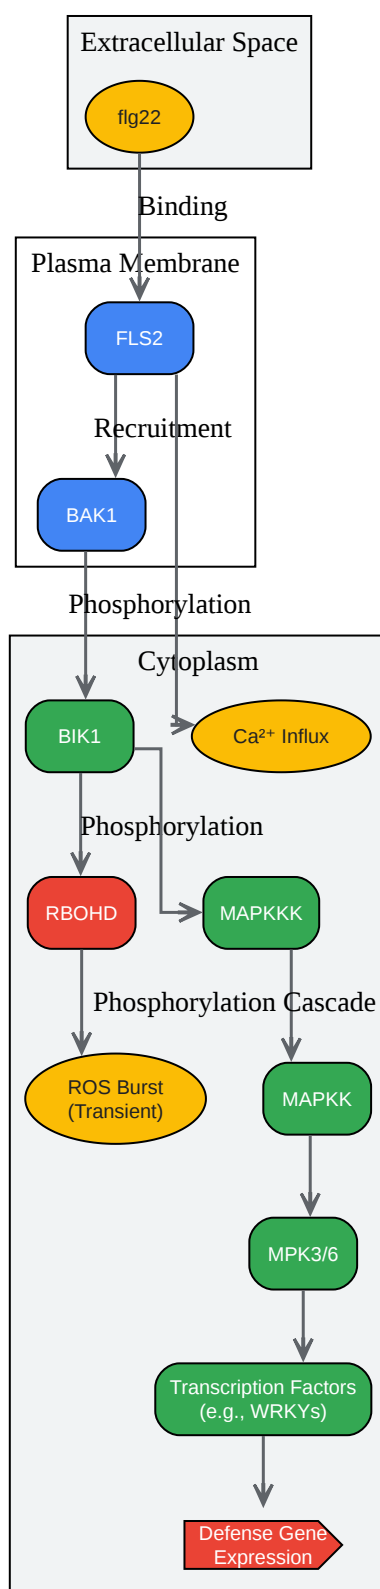 Extracellular Space
flg22
Binding
Plasma Membrane
FLS2
Recruitment
BAK1
Phosphorylation
Cytoplasm
BIK1
Ca²⁺ Influx
Phosphorylation
RBOHD
MAPKKK
Phosphorylation Cascade
ROS Burst
(Transient)
MAPKK
MPK3/6
Transcription Factors
(e.g., WRKYs)
Defense Gene
Expression